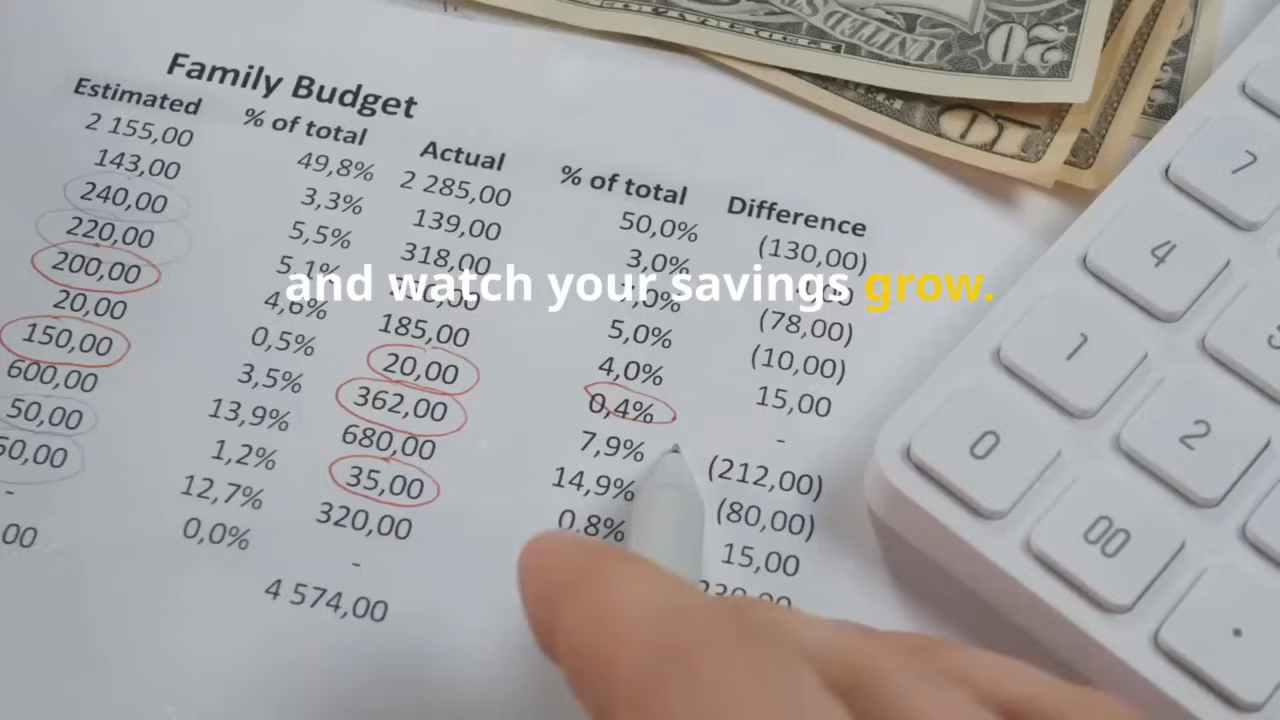 Family Budget
Estimated % of total Actual % of total Difference
2 155,00 49,8% 2 285,00 50,0% (130,00)
143,00 3,3% 139,00 3,0%
240,00 5,5% 318,00 (78,00)
220,00 5,1% 5,0% (10,00)
200,00 4,6% 185,00 4,0% 15,00
20,00 0,5% 20,00 0,4% -
150,00 3,5% 362,00 7,9% (212,00)
600,00 13,9% 680,00 14,9% (80,00)
50,00 1,2% 35,00 0,8% 15,00
12,7% 320,00
- 0,0% -
4 574,00
and watch your savings grow.
UNITED
20
10
7
4
1
0
2
00
.